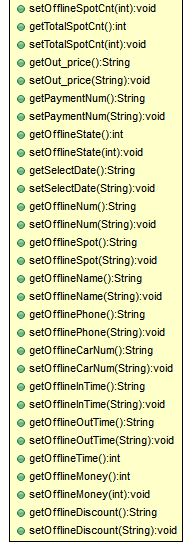 setOfflineSpotCnt(int):void
getTotalSpotCnt():int
setTotalSpotCnt(int):void
getOut_price():String
setOut_price(String):void
getPaymentNum():String
setPaymentNum(String):void
getOfflineState():int
setOfflineState(int):void
getSelectDate():String
setSelectDate(String):void
getOfflineNum():String
setOfflineNum(String):void
getOfflineSpot():String
setOfflineSpot(String):void
getOfflineName():String
setOfflineName(String):void
getOfflinePhone():String
setOfflinePhone(String):void
getOfflineCarNum():String
setOfflineCarNum(String):void
getOfflineInTime():String
setOfflineInTime(String):void
getOfflineOutTime():String
setOfflineOutTime(String):void
getOfflineTime():int
getOfflineMoney():int
setOfflineMoney(int):void
getOfflineDiscount():String
setOfflineDiscount(String):void